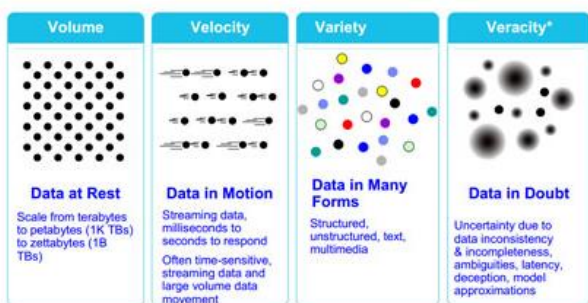 Volume
Data at Rest
Scale from terabytes
to petabytes (1K TBs)
to zettabytes (1B
TBs)
Velocity
Data in Motion
Streaming data,
milliseconds to
seconds to respond
Often time-sensitive,
streaming data and
large volume data
movement
Variety
Data in Many
Forms
Structured,
unstructured, text,
multimedia
Veracity*
Data in Doubt
Uncertainty due to
data inconsistency
& incompleteness,
ambiguities, latency,
deception, model
approximations